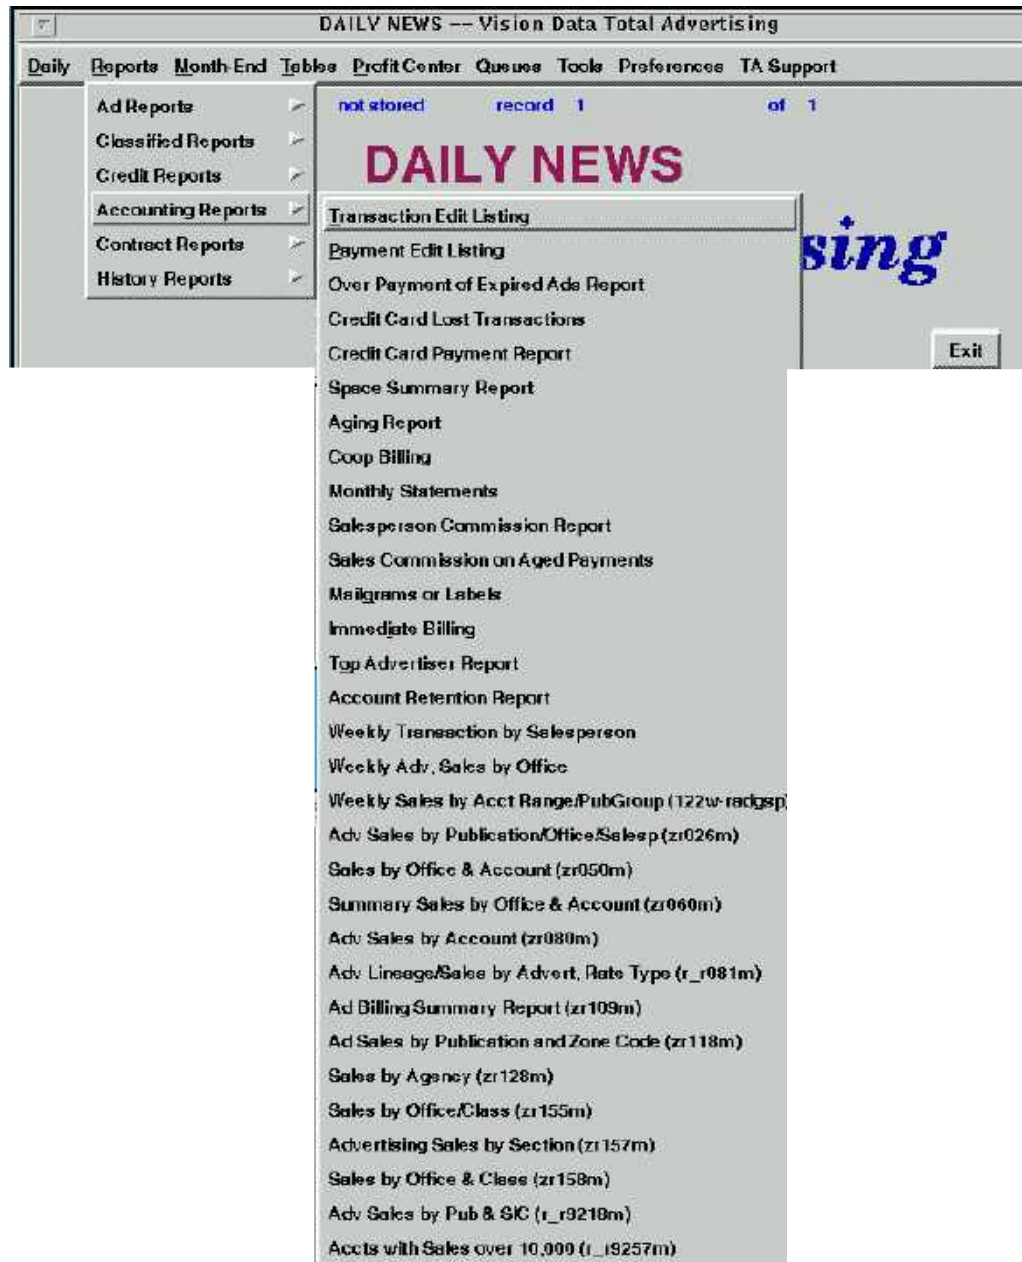 DAILY NEWS -- Vision Data Total Advertising
Daily Reports Month-End Tables Profit Center Queues Tools Preferences TA Support
Ad Reports
Classified Reports
Credit Reports
Accounting Reports
Contract Reports
History Reports
not stored record 1 of 1
DAILY NEWS
sing
Exit
Transaction Edit Listing
Payment Edit Listing
Over Payment of Expired Ads Report
Credit Card Lost Transactions
Credit Card Payment Report
Space Summary Report
Aging Report
Coop Billing
Monthly Statements
Salesperson Commission Report
Sales Commission on Aged Payments
Mailgrams or Labels
Immediate Billing
Top Advertiser Report
Account Retention Report
Weekly Transaction by Salesperson
Weekly Adv. Sales by Office
Weekly Sales by Acct Range/PubGroup (122w-radgsp)
Adv Sales by Publication/Office/Salesp (zr026m)
Sales by Office & Account (zr050m)
Summary Sales by Office & Account (zr060m)
Adv Sales by Account (zr080m)
Adv Lineage/Sales by Advert, Rate Type (r_r081m)
Ad Billing Summary Report (zr109m)
Ad Sales by Publication and Zone Code (zr118m)
Sales by Agency (zr128m)
Sales by Office/Class (zr155m)
Advertising Sales by Section (zr157m)
Sales by Office & Class (zr158m)
Adv Sales by Pub & SIC (r_r9218m)
Accts with Sales over 10,000 (r_r9257m)